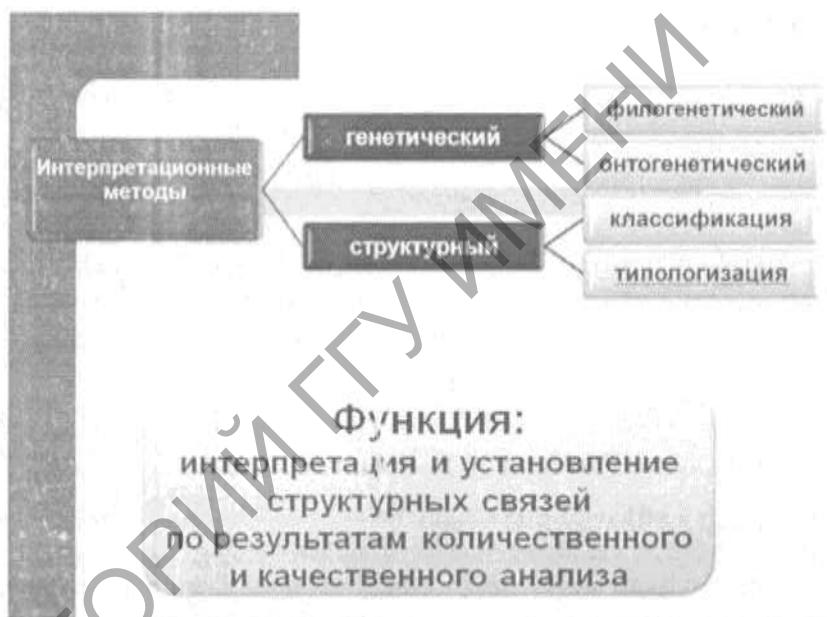 Интерпретационные
методы
генетический
филогенетический
онтогенетический
структурный
классификация
типологизация
Функция:
интерпретация и установление
структурных связей
по результатам количественного
и качественного анализа
ТОРИЙ ГГУ ИМЕНИ